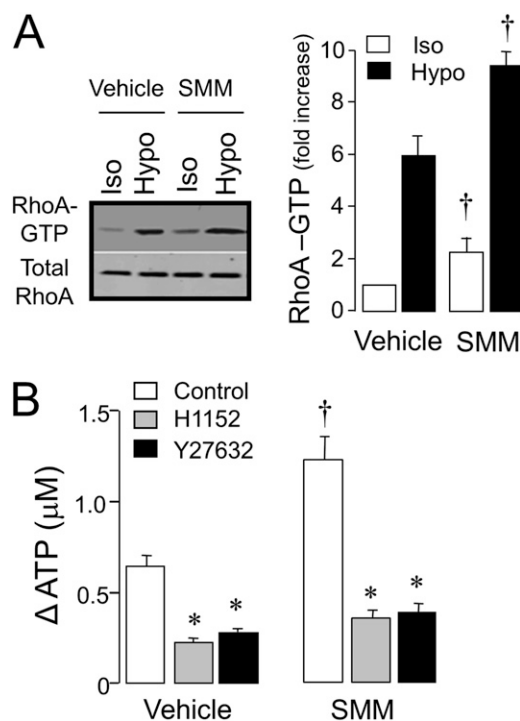 A
Vehicle SMM
Iso Hypo Iso Hypo
RhoA-
GTP
Total
RhoA
RhoA –GTP (fold increase)
10
8
6
4
2
0
Iso
Hypo
†
†
Vehicle SMM
B
Control
H1152
Y27632
Δ ATP (μM)
1.5
1.0
0.5
0
†
* *
* *
Vehicle SMM